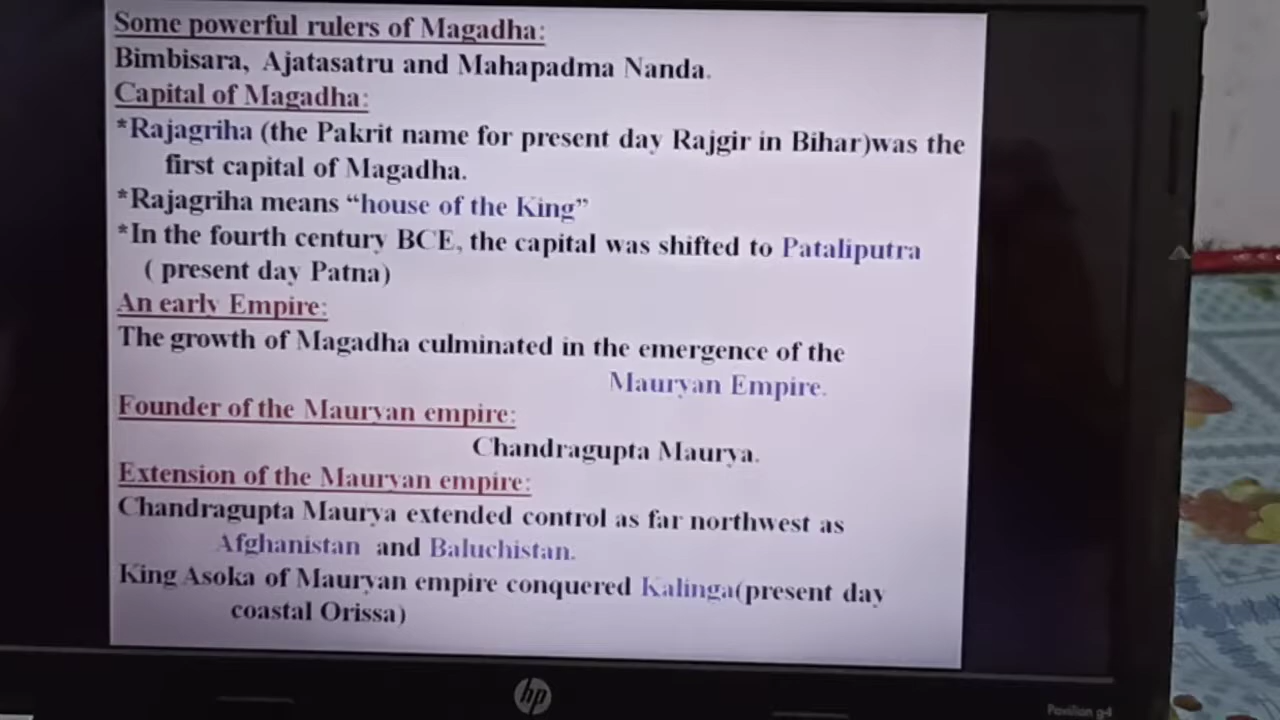 Some powerful rulers of Magadha:
Bimbisara, Ajatasatru and Mahapadma Nanda.
Capital of Magadha:
*Rajagriha (the Pakrit name for present day Rajgir in Bihar)was the
first capital of Magadha.
*Rajagriha means “house of the King”
*In the fourth century BCE, the capital was shifted to Pataliputra
( present day Patna)
An early Empire:
The growth of Magadha culminated in the emergence of the
Mauryan Empire.
Founder of the Mauryan empire:
Chandragupta Maurya.
Extension of the Mauryan empire:
Chandragupta Maurya extended control as far northwest as
Afghanistan and Baluchistan.
King Asoka of Mauryan empire conquered Kalinga(present day
coastal Orissa)
hp
Pavilion g4